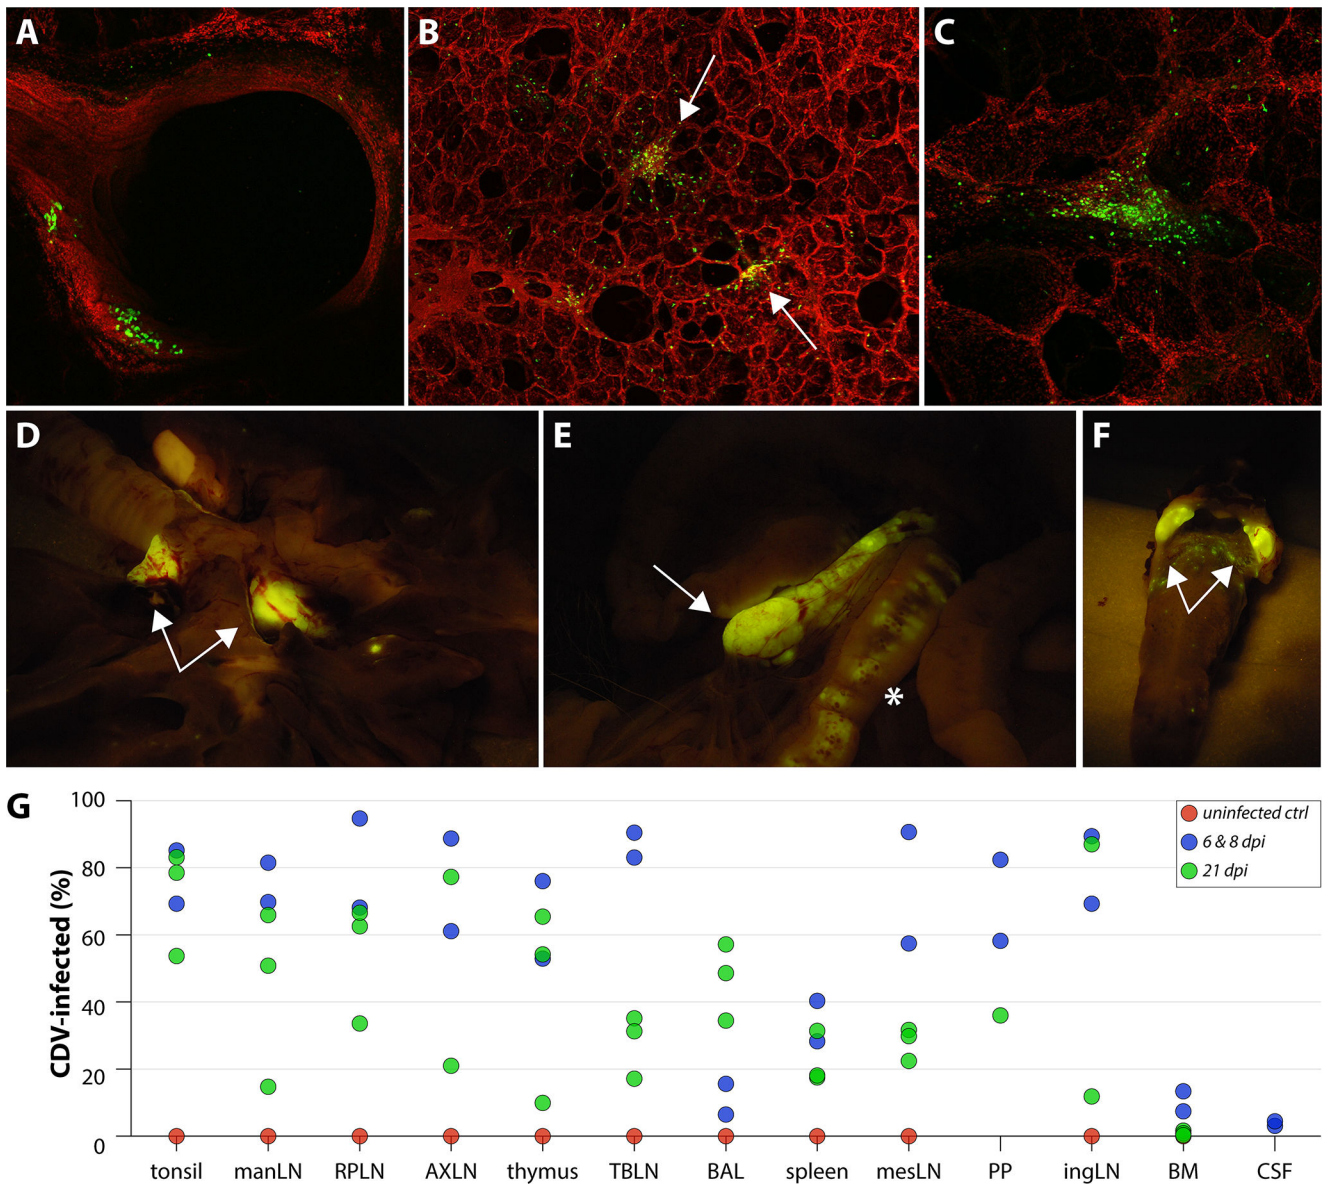 A
B
C
D
E
*
F
G
CDV-infected (%)
100
80
60
40
20
0
uninfected ctrl
6 & 8 dpi
21 dpi
tonsil manLN RPLN AXLN thymus TBLN BAL spleen mesLN PP ingLN BM CSF